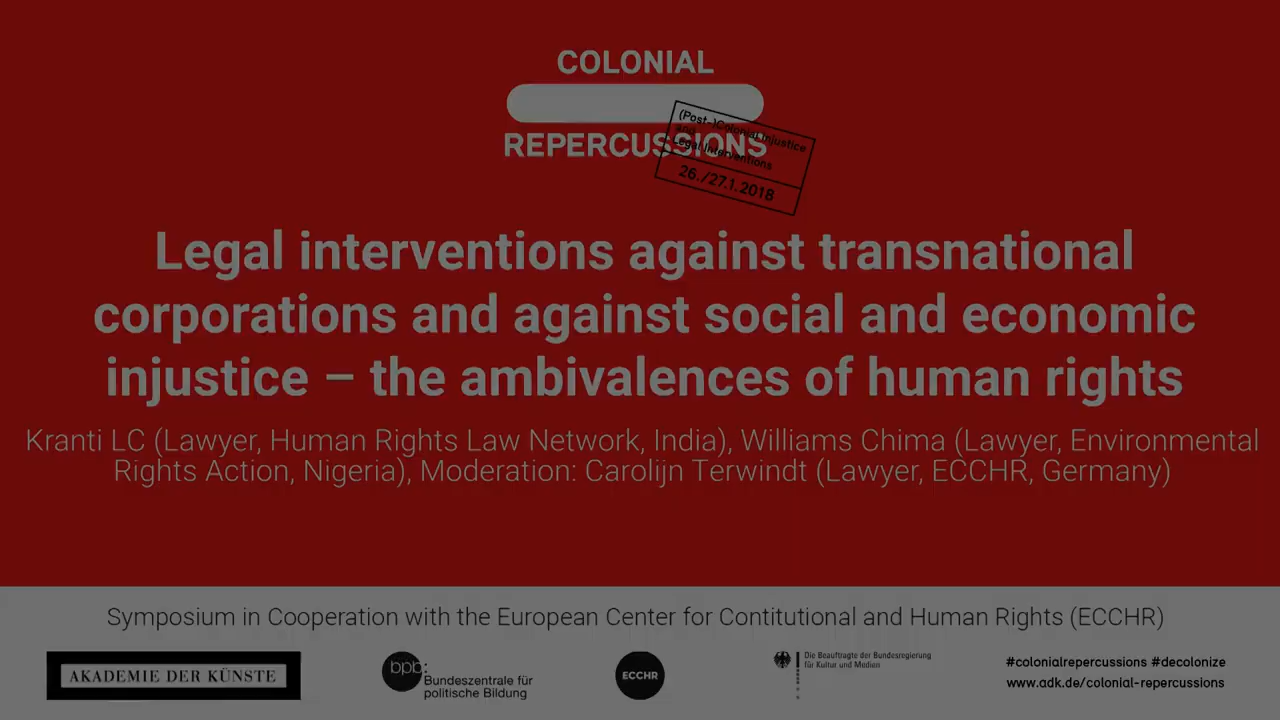 COLONIAL
REPERCUSSIONS
(Post-)Colonial Injustice
and
Legal Interventions
26./27.1.2018
Legal interventions against transnational
corporations and against social and economic
injustice – the ambivalences of human rights
Kranti LC (Lawyer, Human Rights Law Network, India), Williams Chima (Lawyer, Environmental
Rights Action, Nigeria), Moderation: Carolijn Terwindt (Lawyer, ECCHR, Germany)
Symposium in Cooperation with the European Center for Contitutional and Human Rights (ECCHR)
AKADEMIE DER KÜNSTE
bpb:
Bundeszentrale für
politische Bildung
ECCHR
Die Beauftragte der Bundesregierung
für Kultur und Medien
#colonialrepercussions #decolonize
www.adk.de/colonial-repercussions